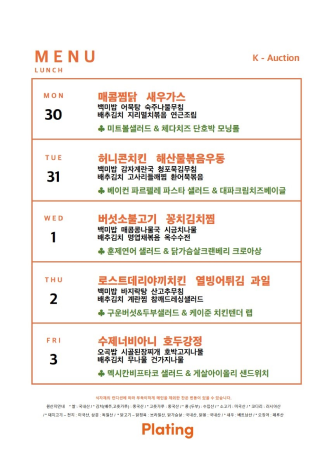 MENU
LUNCH
K - Auction
MON
30
매콤찜닭 새우가스
백미밥 어묵탕 숙주나물무침
배추김치 지리멸치볶음 연근조림
♣ 미트볼샐러드 & 체다치즈 단호박 모닝롤
TUE
31
허니콘치킨 해산물볶음우동
백미밥 감자계란국 청포묵김무침
배추김치 고사리들깨찜 환어묵볶음
♣ 베이컨 파르펠레 파스타 샐러드 & 대파크림치즈베이글
WED
1
버섯소불고기 꽁치김치찜
백미밥 매콤콩나물국 시금치나물
배추김치 명엽채볶음 옥수수전
♣ 훈제연어 샐러드 & 닭가슴살크랜베리 크로아상
THU
2
로스트데리야끼치킨 열빙어튀김 과일
백미밥 바지락탕 산고추무침
배추김치 계란찜 참깨드레싱샐러드
♣ 구운버섯&두부샐러드 & 케이준 치킨텐더 랩
FRI
3
수제너비아니 호두강정
오곡밥 시골된장찌개 호박고지나물
배추김치 무나물 건가지나물
♣ 멕시칸비프타코 샐러드 & 게살아이올리 샌드위치
Plating